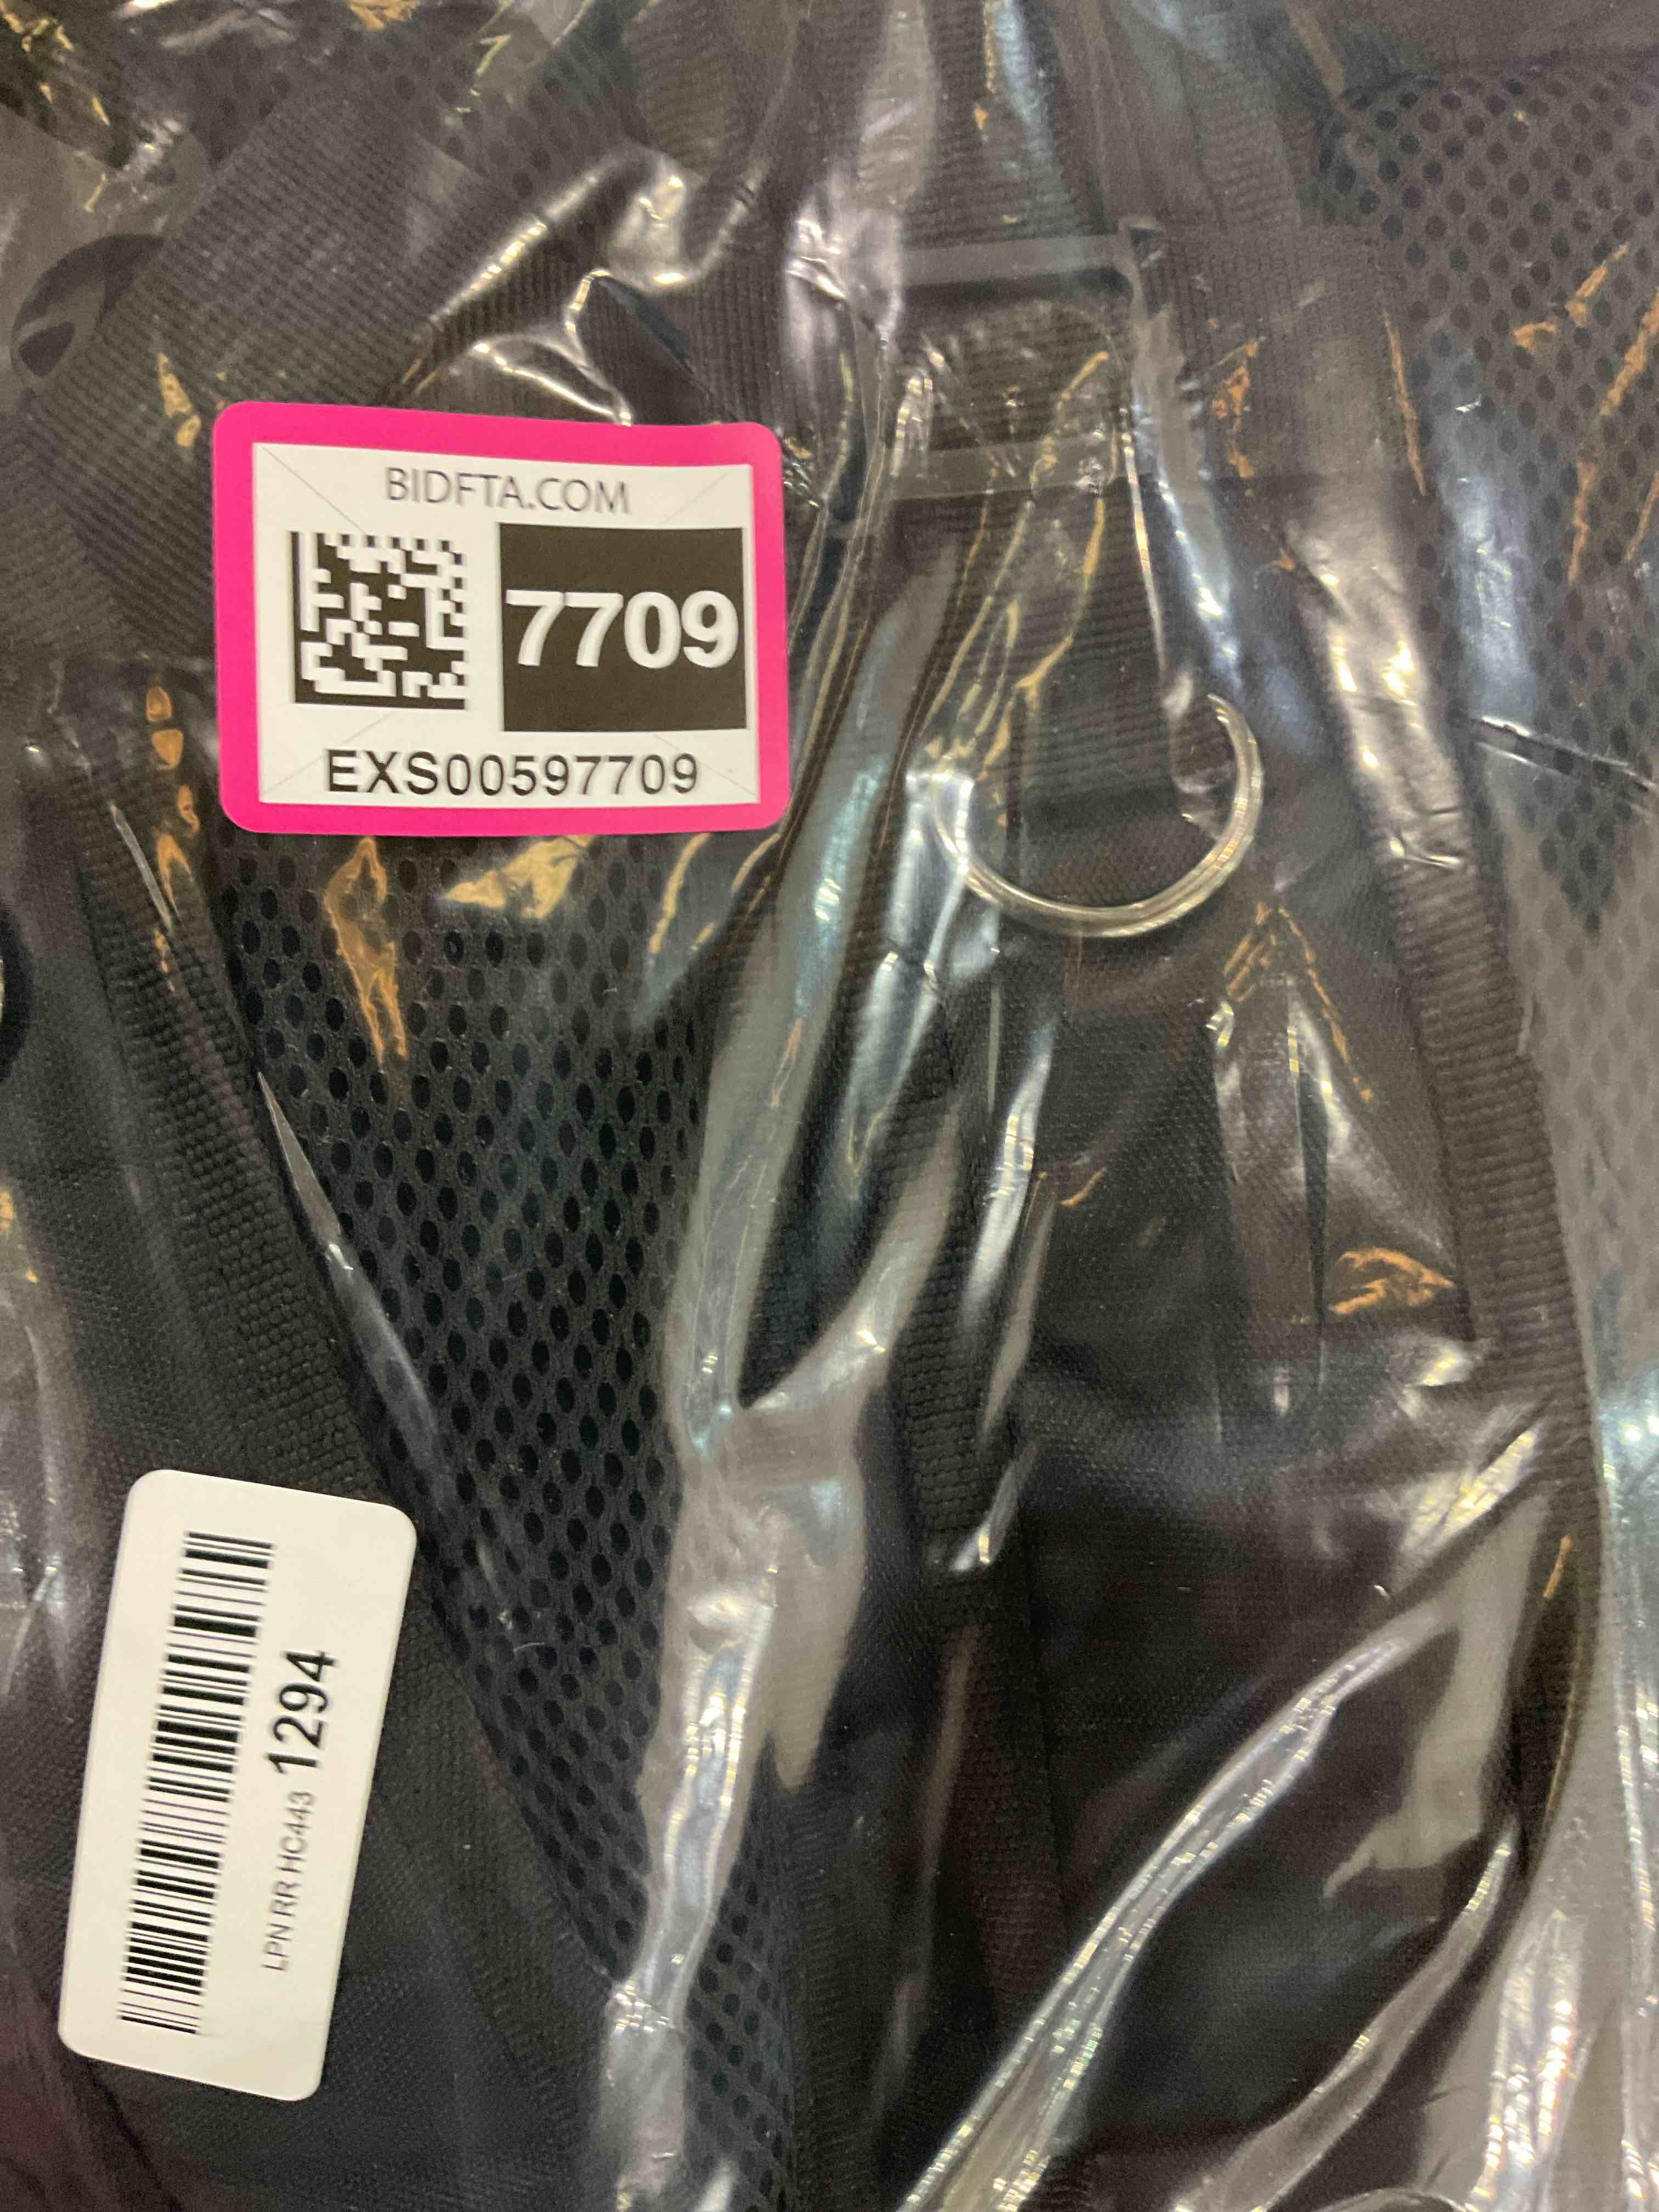 BIDFTA.COM
7709
EXS00597709
LPN RR HC443 1294